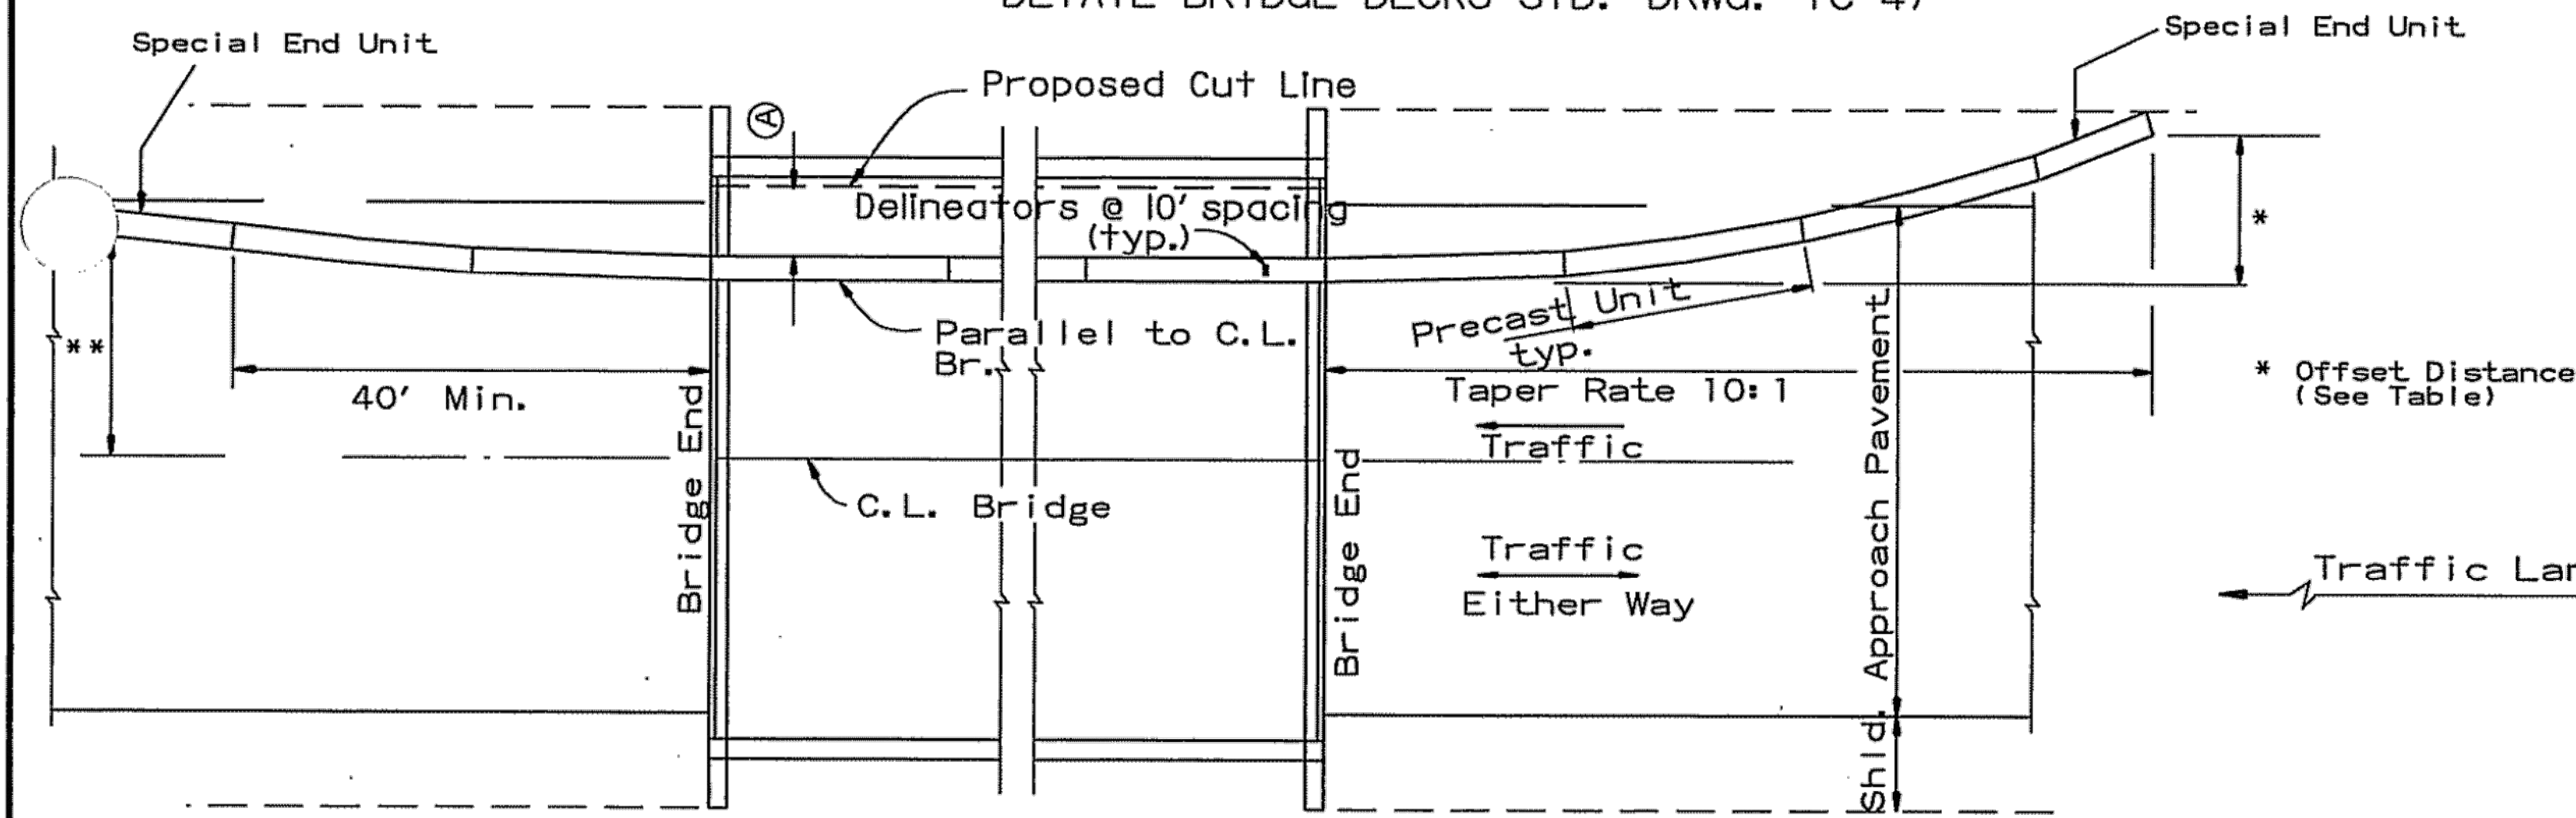 Special End Unit
Special End Unit
Proposed Cut Line
A
Delineators @ 10' spacing
(typ.)
*
Precast Unit
typ.
Parallel to C.L.
Br.
**
40' Min.
Taper Rate 10:1
* Offset Distance
(See Table)
Traffic
Bridge End
Bridge End
Approach Pavement
C.L. Bridge
Traffic
Either Way
Traffic Lan
Shld.